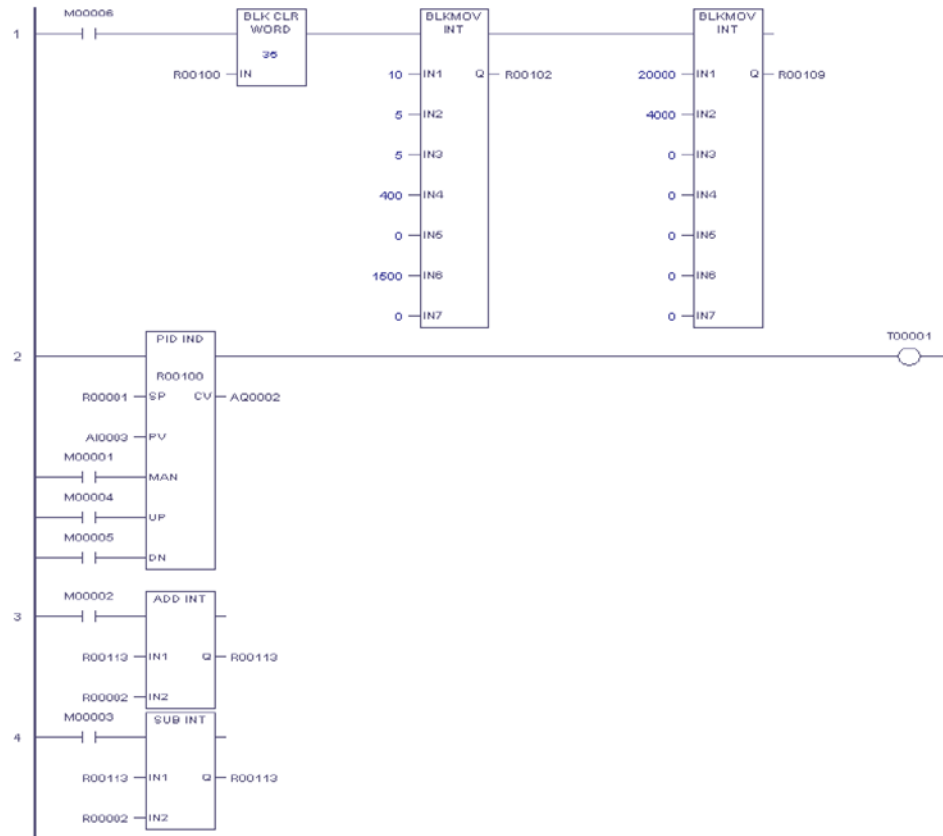 M00006
BLK CLR
WORD
BLKMOV
INT
BLKMOV
INT
1
35
R00100 IN
10 IN1 Q R00102
20000 IN1 Q R00109
5 IN2
4000 IN2
5 IN3
0 IN3
400 IN4
0 IN4
0 IN5
0 IN5
1500 IN6
0 IN6
0 IN7
0 IN7
PID IND
T00001
2
R00100
R00001 SP CV AQ0002
AI0003 PV
M00001
MAN
M00004
UP
M00005
DN
M00002
ADD INT
3
R00113 IN1 Q R00113
R00002 IN2
M00003
SUB INT
4
R00113 IN1 Q R00113
R00002 IN2